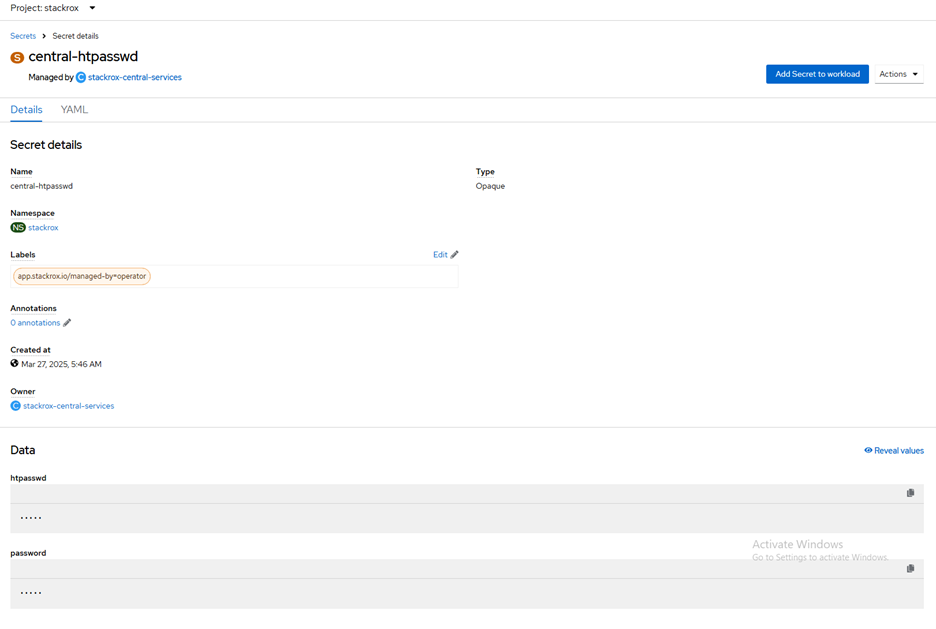 Project: stackrox
Secrets Secret details
S central-htpasswd
Managed by C stackrox-central-services
Add Secret to workload Actions
Details YAML
Secret details
Name
central-htpasswd
Type
Opaque
Namespace
NS stackrox
Labels Edit
app.stackrox.io/managed-by=operator
Annotations
0 annotations
Created at
Mar 27, 2025, 5:46 AM
Owner
C stackrox-central-services
Data Reveal values
htpasswd
.....
password
.....
Activate Windows
Go to Settings to activate Windows.